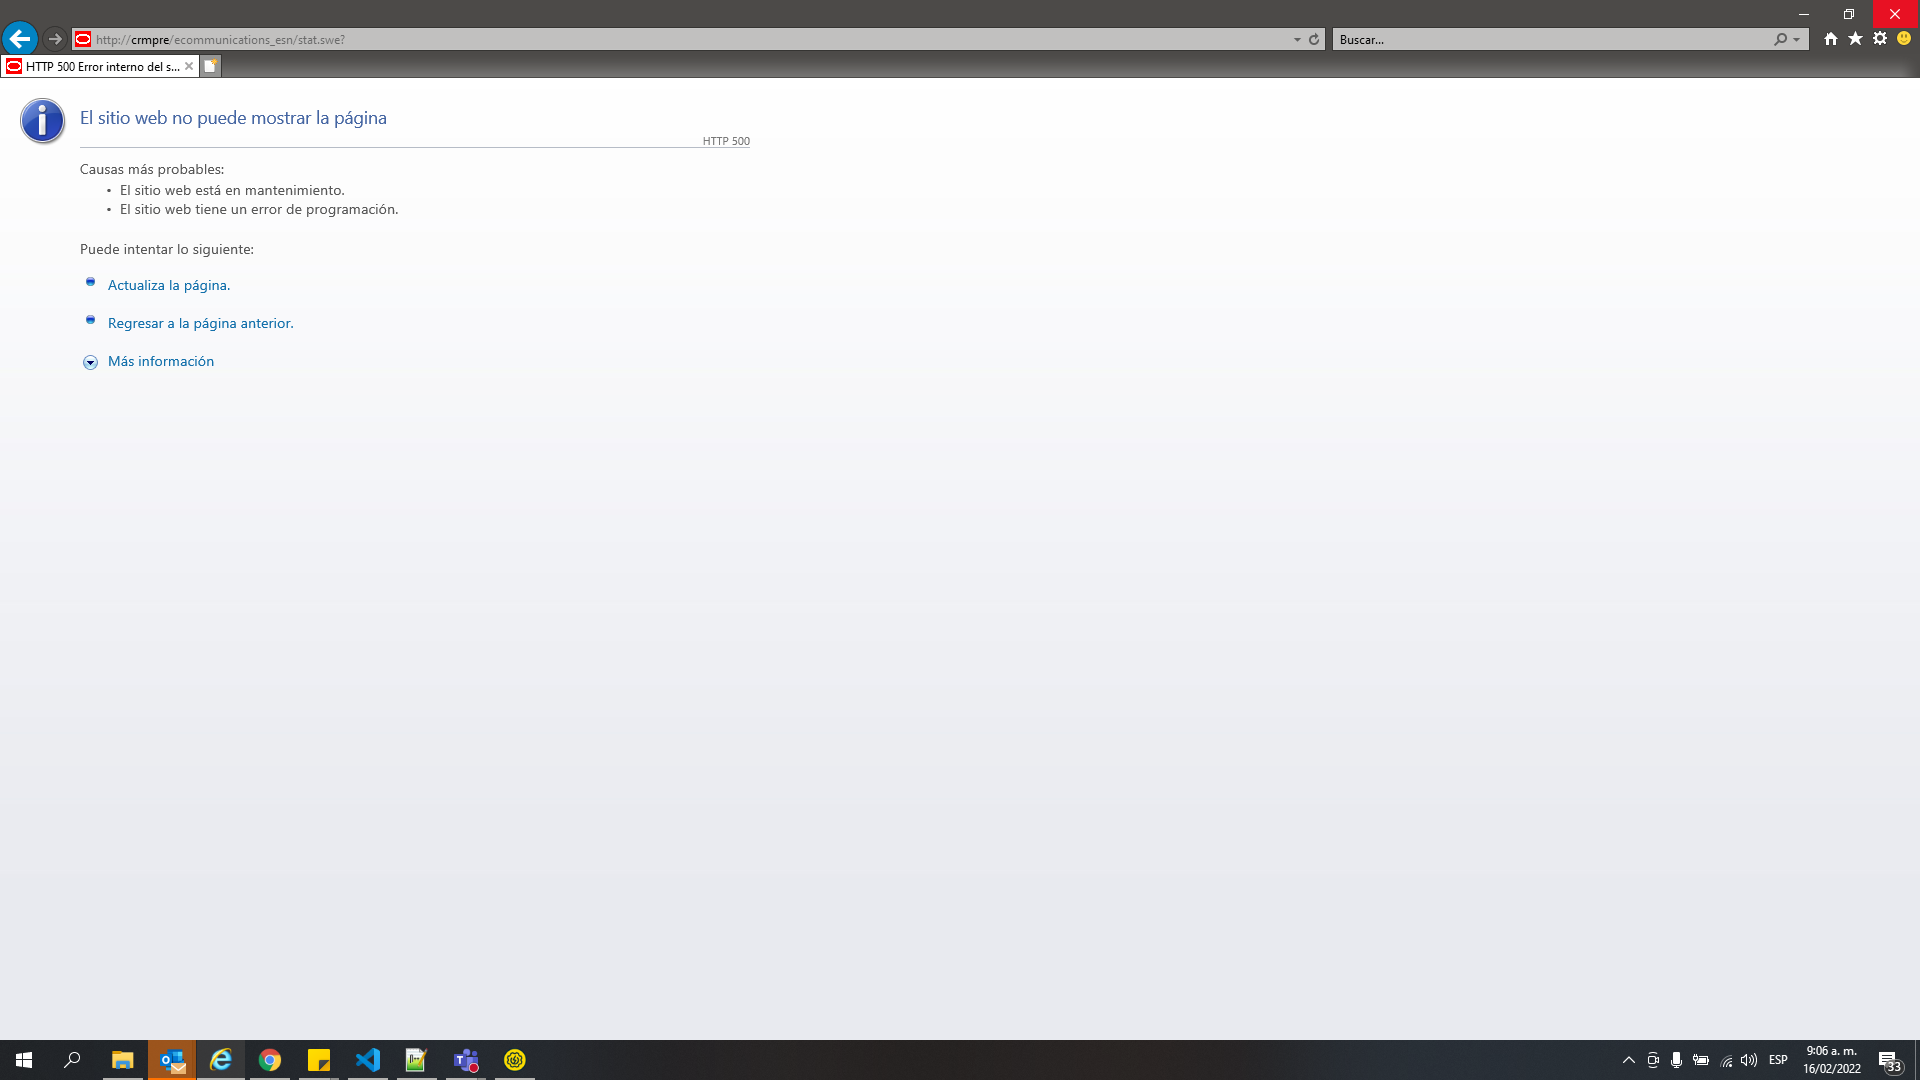 http://crmpre/ecommunications_esn/stat.swe?
Buscar...
HTTP 500 Error interno del s...
El sitio web no puede mostrar la página
HTTP 500
Causas más probables:
• El sitio web está en mantenimiento.
• El sitio web tiene un error de programación.
Puede intentar lo siguiente:
Actualiza la página.
Regresar a la página anterior.
Más información
ESP
9:06 a. m.
16/02/2022
33